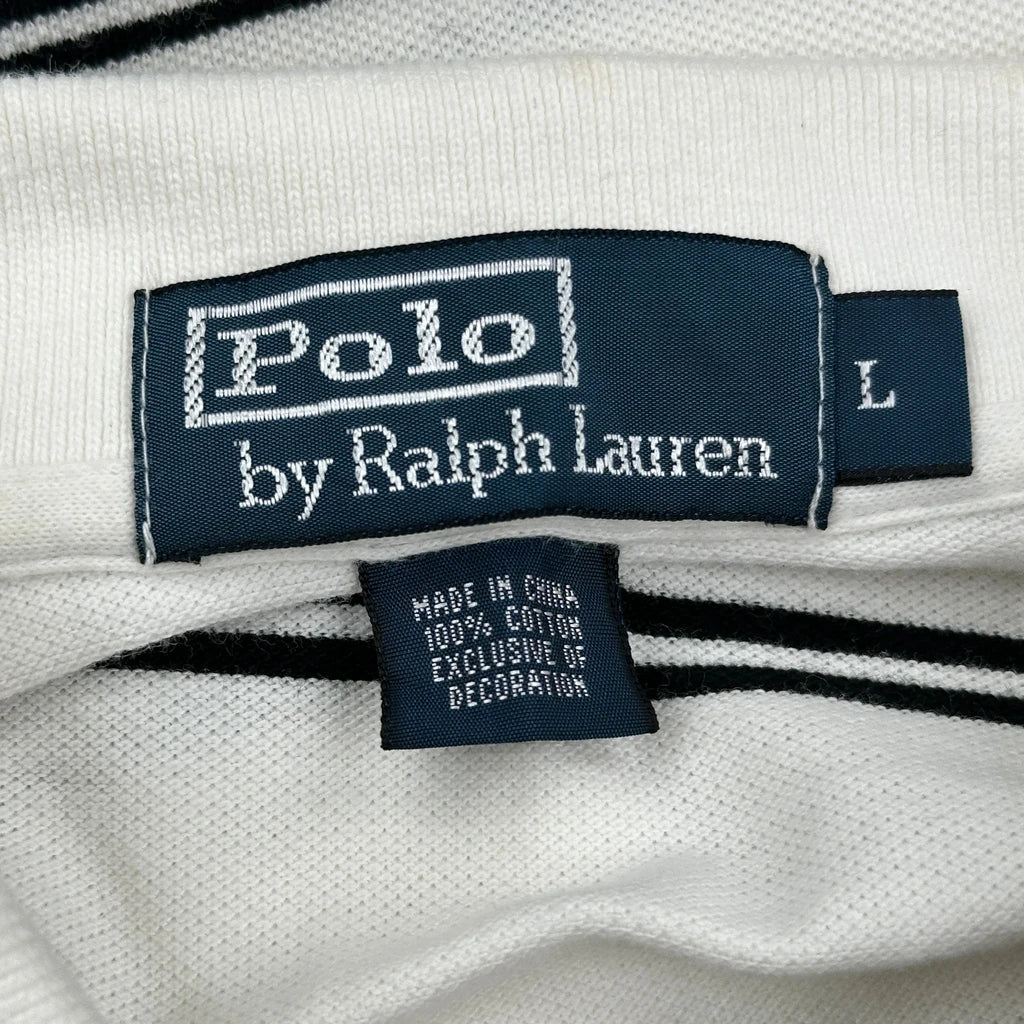 Polo
by Ralph Lauren
L
MADE IN CHINA
100% COTTON
EXCLUSIVE OF
DECORATION